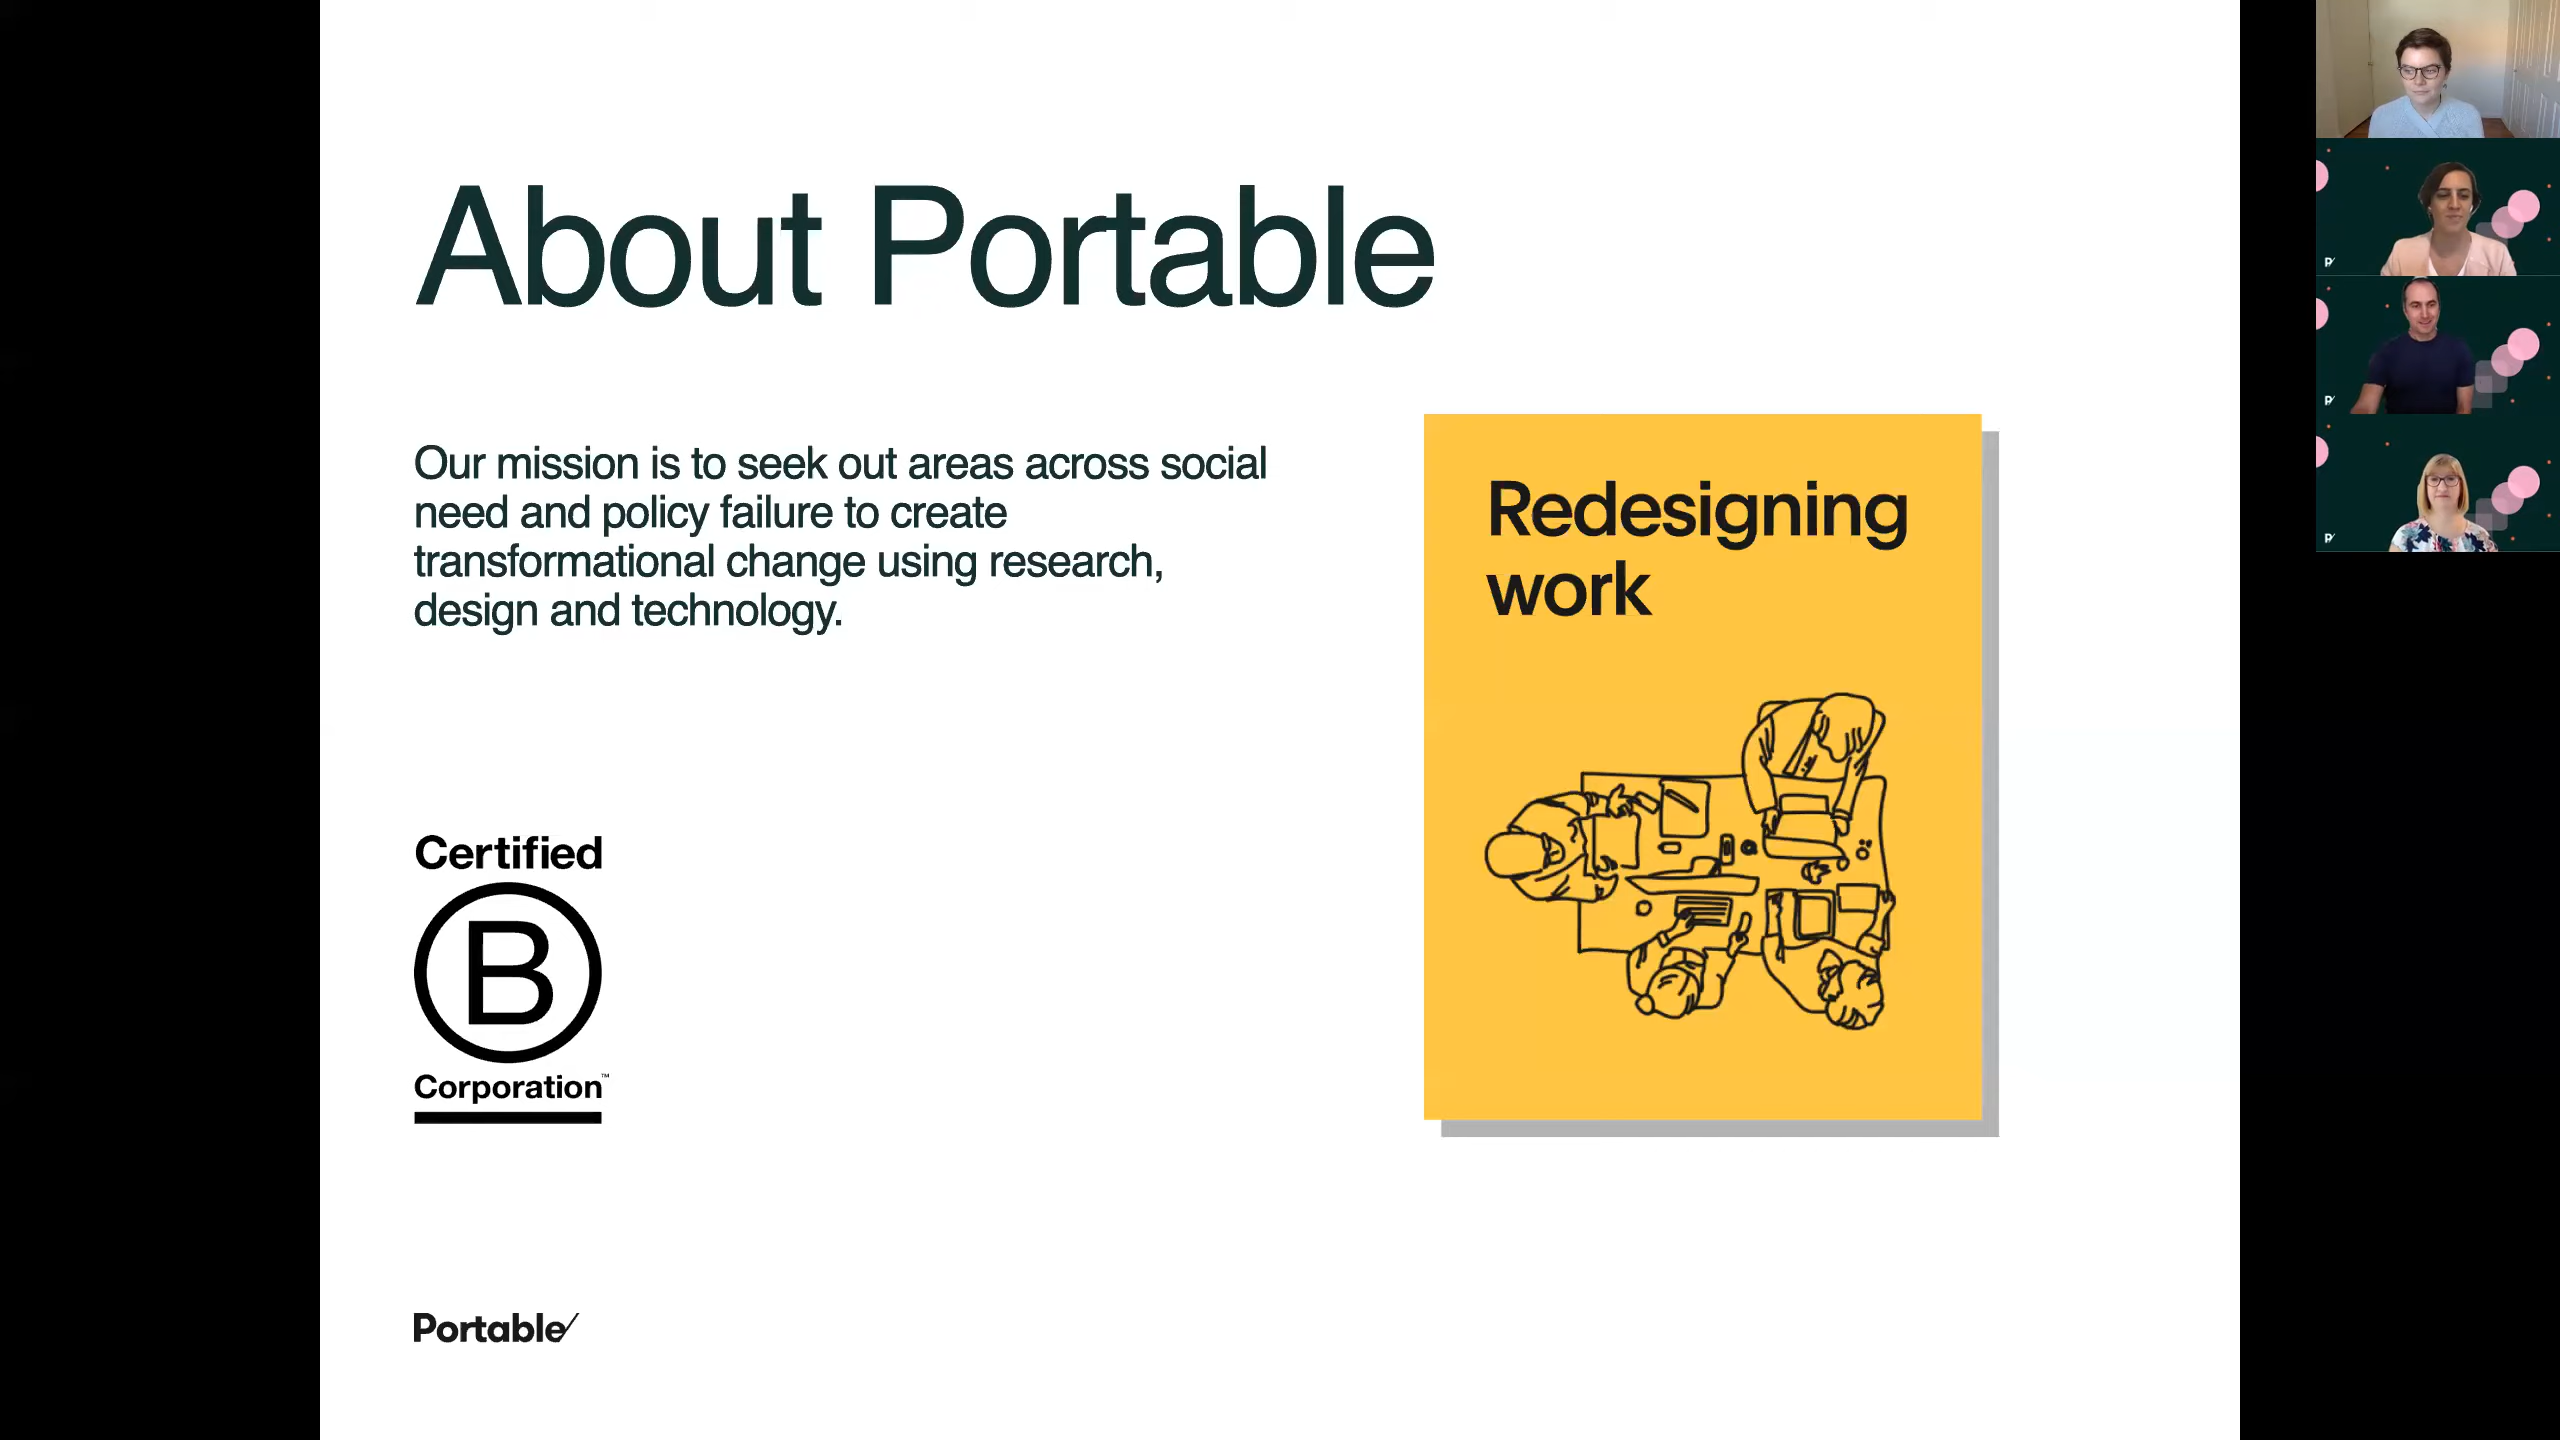 About Portable
Our mission is to seek out areas across social
need and policy failure to create
transformational change using research,
design and technology.
Redesigning
work
Certified
B
Corporation™
Portable/
P/
P/
P/